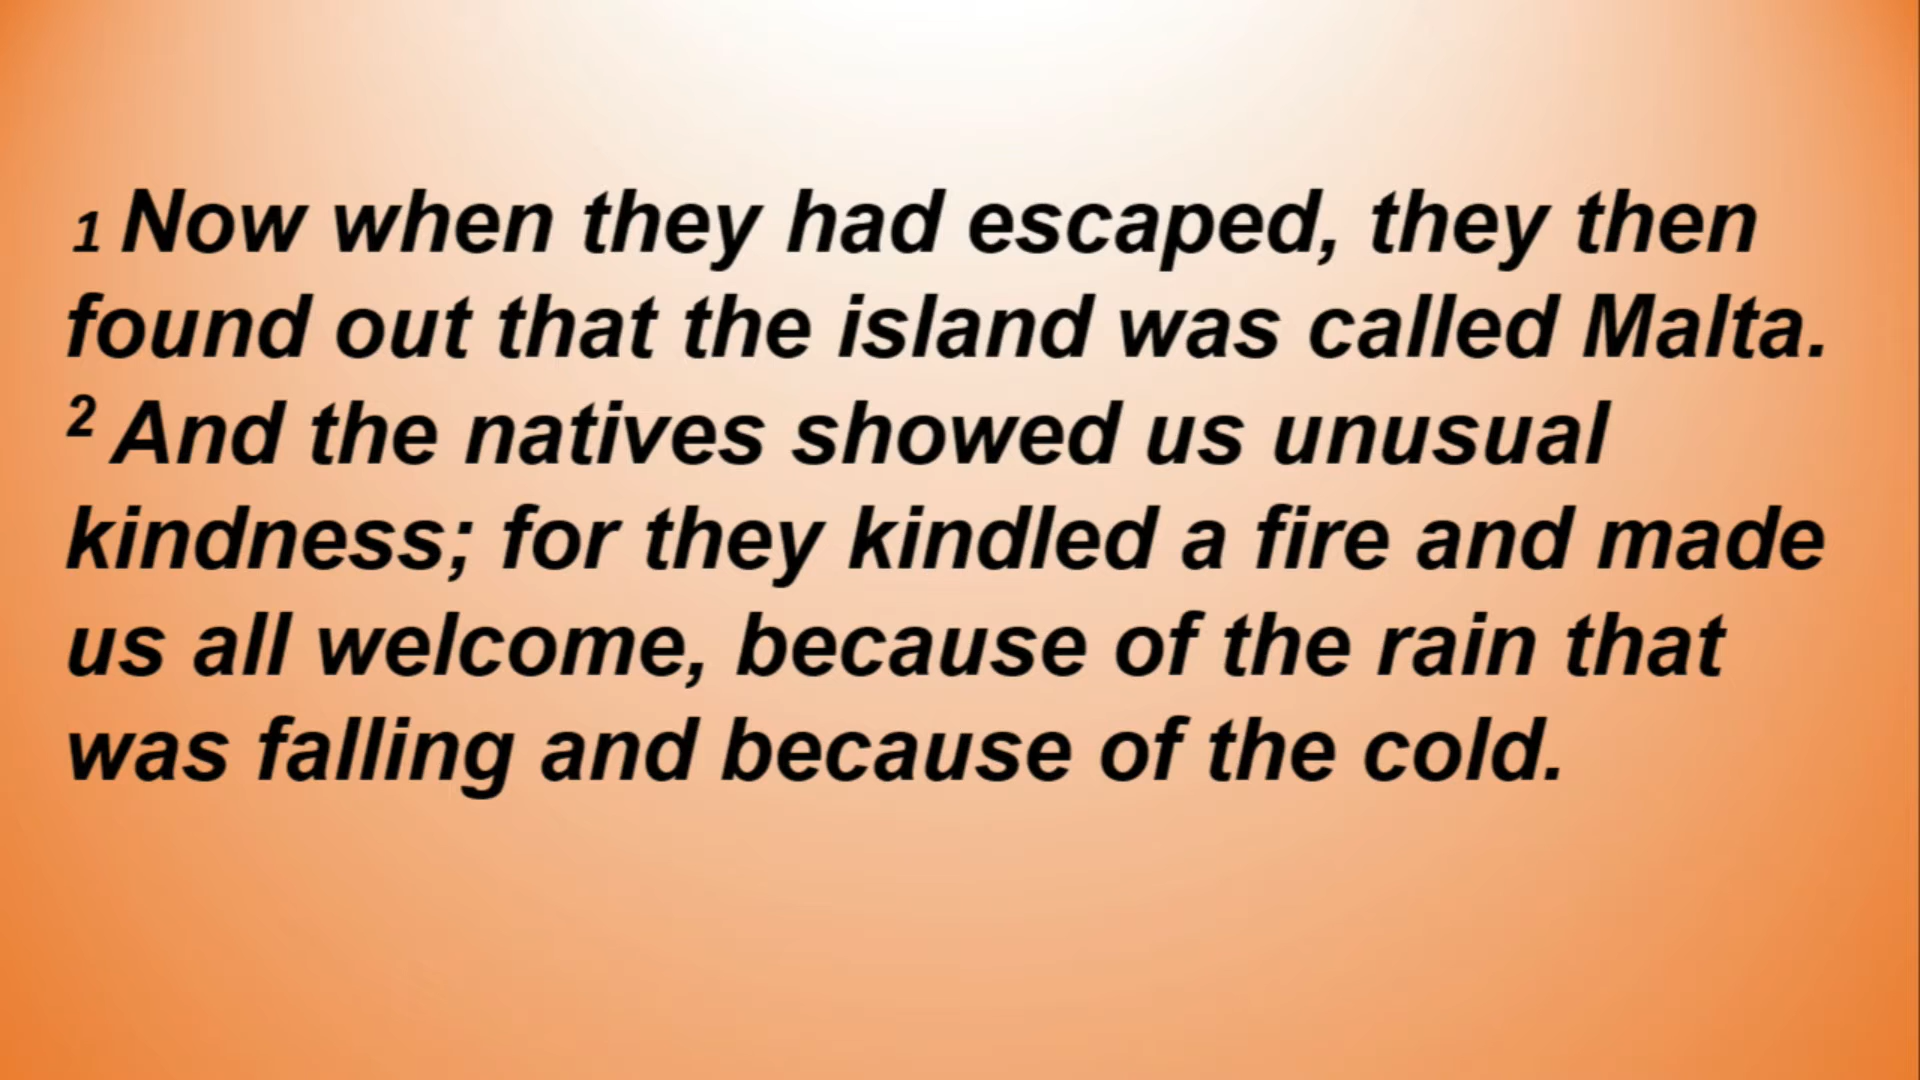 1 Now when they had escaped, they then
found out that the island was called Malta.
2 And the natives showed us unusual
kindness; for they kindled a fire and made
us all welcome, because of the rain that
was falling and because of the cold.